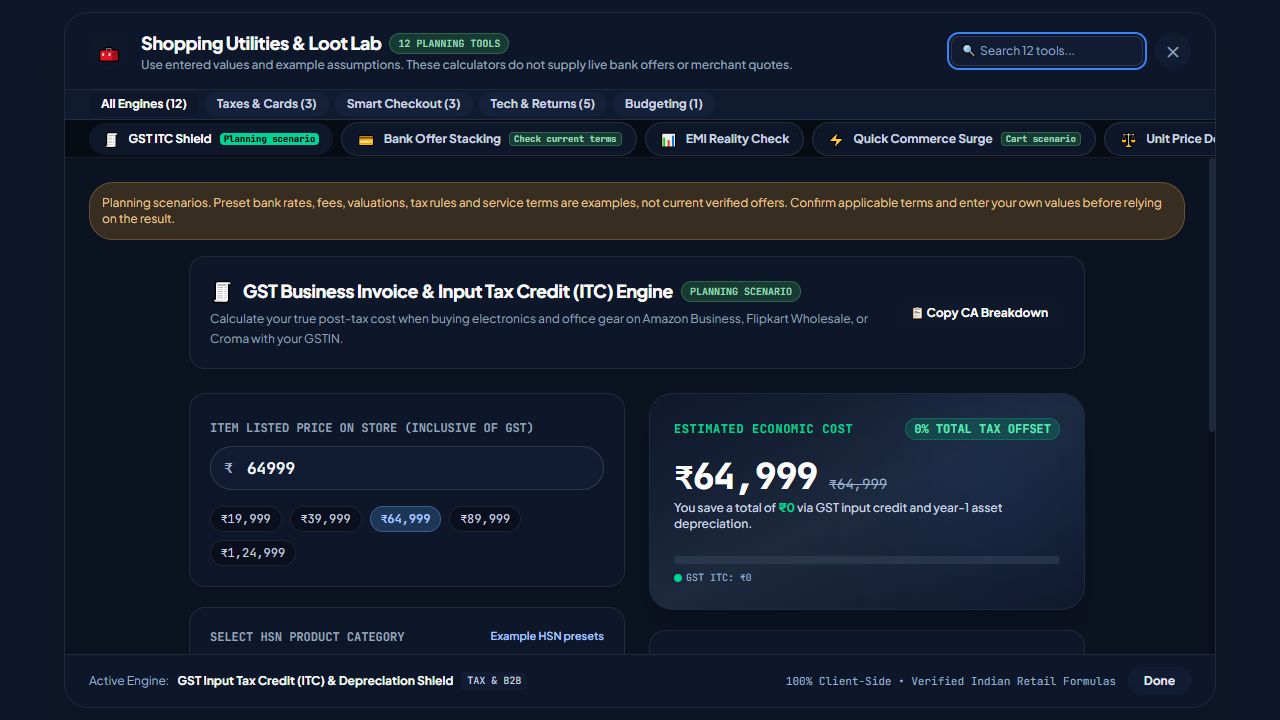 Shopping Utilities & Loot Lab 12 PLANNING TOOLS
Use entered values and example assumptions. These calculators do not supply live bank offers or merchant quotes.
Search 12 tools...
All Engines (12) Taxes & Cards (3) Smart Checkout (3) Tech & Returns (5) Budgeting (1)
GST ITC Shield Planning scenario Bank Offer Stacking Check current terms EMI Reality Check Quick Commerce Surge Cart scenario Unit Price De
Planning scenarios. Preset bank rates, fees, valuations, tax rules and service terms are examples, not current verified offers. Confirm applicable terms and enter your own values before relying
on the result.
GST Business Invoice & Input Tax Credit (ITC) Engine PLANNING SCENARIO
Calculate your true post-tax cost when buying electronics and office gear on Amazon Business, Flipkart Wholesale, or
Croma with your GSTIN.
Copy CA Breakdown
ITEM LISTED PRICE ON STORE (INCLUSIVE OF GST)
₹ 64999
₹19,999 ₹39,999 ₹64,999 ₹89,999
₹1,24,999
SELECT HSN PRODUCT CATEGORY Example HSN presets
ESTIMATED ECONOMIC COST 0% TOTAL TAX OFFSET
₹64,999 ₹64,999
You save a total of ₹0 via GST input credit and year-1 asset
depreciation.
GST ITC: ₹0
Active Engine: GST Input Tax Credit (ITC) & Depreciation Shield TAX & B2B
100% Client-Side • Verified Indian Retail Formulas Done